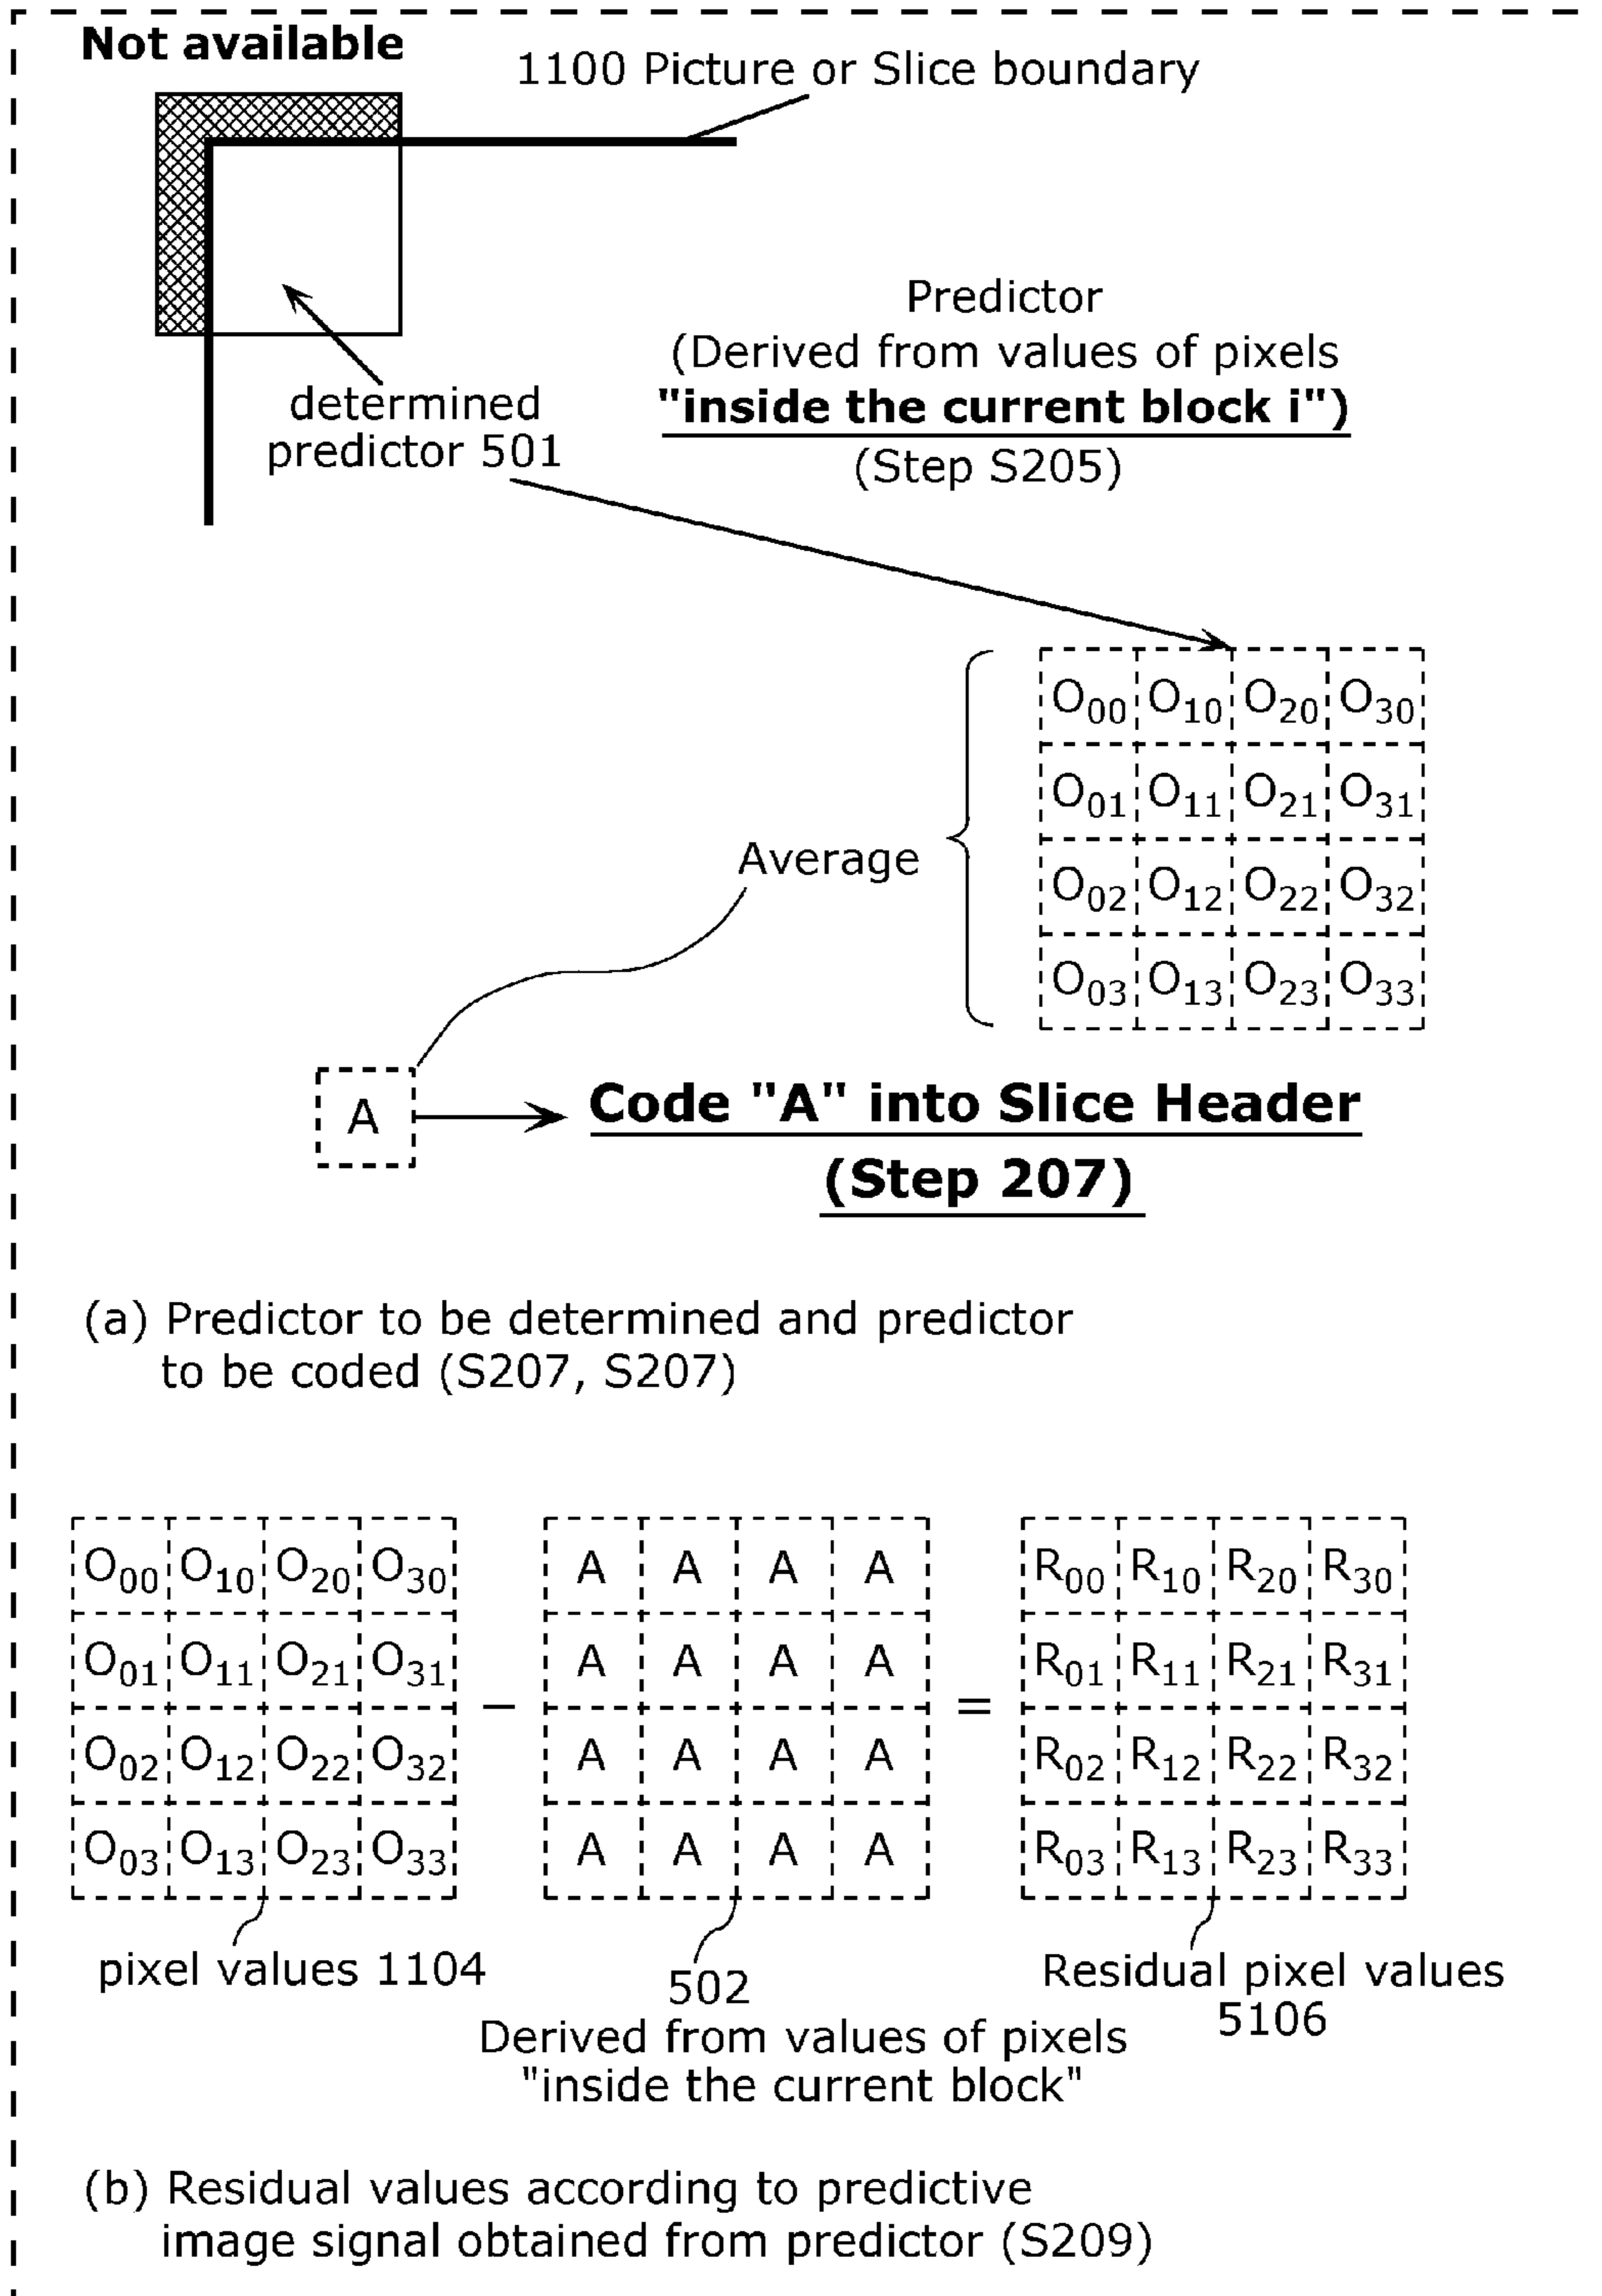 Not available
1100 Picture or Slice boundary
Predictor
(Derived from values of pixels
"inside the current block i")
(Step S205)
determined
predictor 501
O00 O10 O20 O30
O01 O11 O21 O31
O02 O12 O22 O32
O03 O13 O23 O33
Average
A
Code "A" into Slice Header
(Step 207)
(a) Predictor to be determined and predictor
to be coded (S207, S207)
O00 O10 O20 O30 A A A A R00 R10 R20 R30
O01 O11 O21 O31 A A A A R01 R11 R21 R31
− =
O02 O12 O22 O32 A A A A R02 R12 R22 R32
O03 O13 O23 O33 A A A A R03 R13 R23 R33
pixel values 1104
502
Derived from values of pixels
"inside the current block"
Residual pixel values
5106
(b) Residual values according to predictive
image signal obtained from predictor (S209)